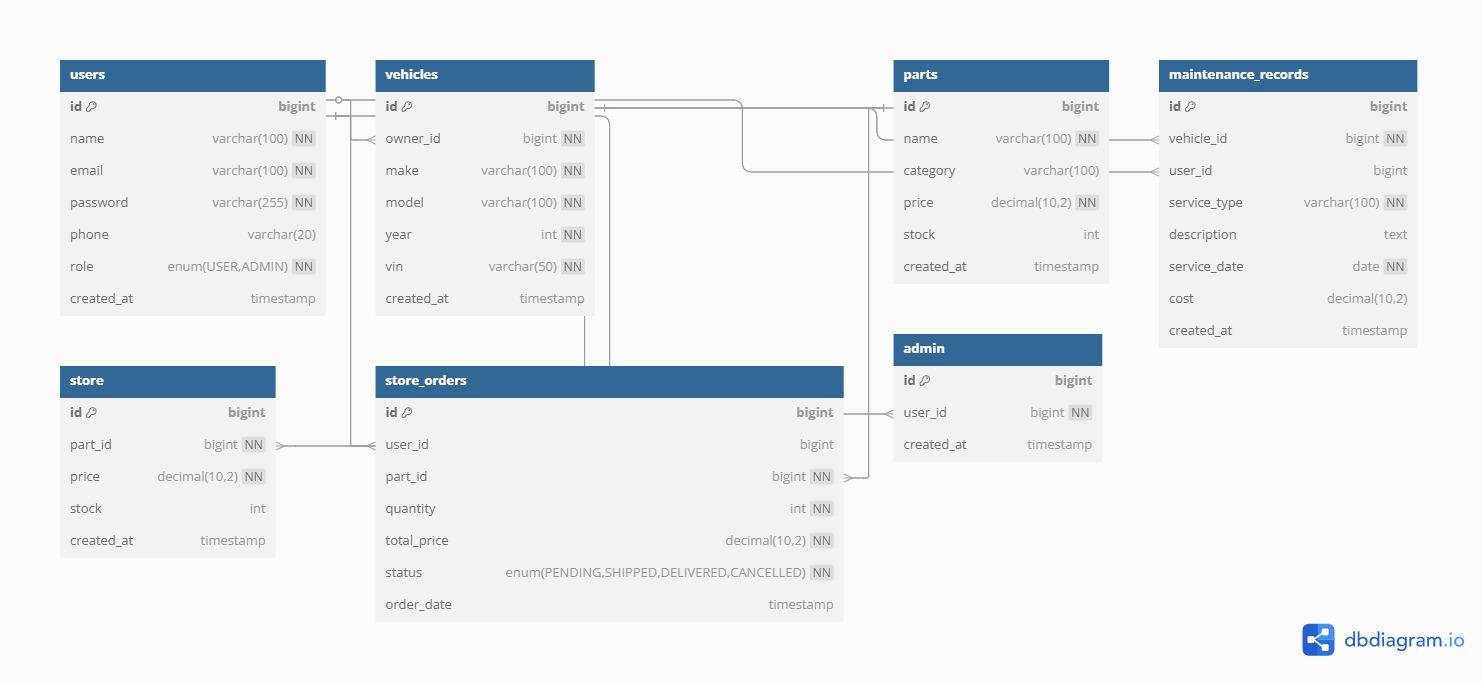 users
id bigint
name varchar(100) NN
email varchar(100) NN
password varchar(255) NN
phone varchar(20)
role enum(USER,ADMIN) NN
created_at timestamp
vehicles
id bigint
owner_id bigint NN
make varchar(100) NN
model varchar(100) NN
year int NN
vin varchar(50) NN
created_at timestamp
parts
id bigint
name varchar(100) NN
category varchar(100)
price decimal(10,2) NN
stock int
created_at timestamp
maintenance_records
id bigint
vehicle_id bigint NN
user_id bigint
service_type varchar(100) NN
description text
service_date date NN
cost decimal(10,2)
created_at timestamp
store
id bigint
part_id bigint NN
price decimal(10,2) NN
stock int
created_at timestamp
store_orders
id bigint
user_id bigint
part_id bigint NN
quantity int NN
total_price decimal(10,2) NN
status enum(PENDING,SHIPPED,DELIVERED,CANCELLED) NN
order_date timestamp
admin
id bigint
user_id bigint NN
created_at timestamp
dbdiagram.io